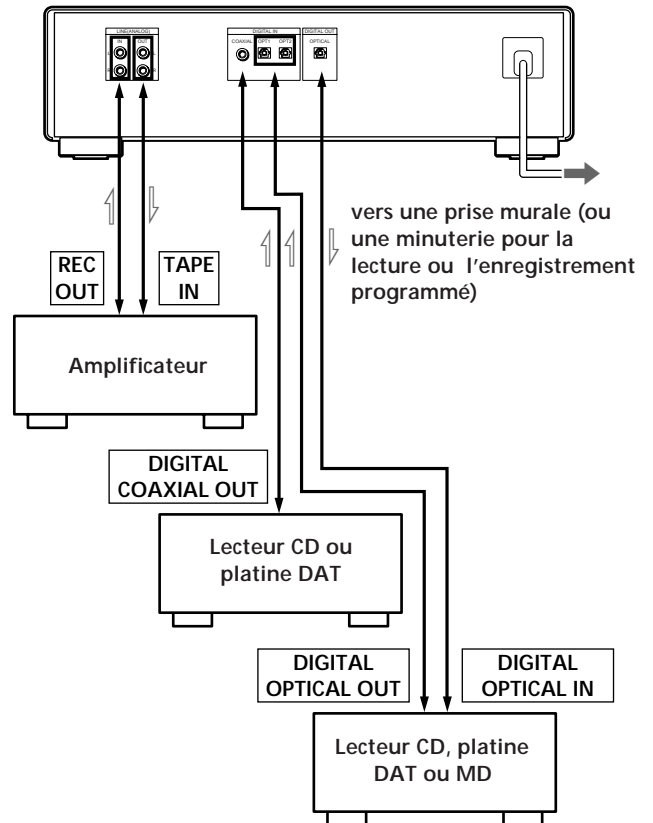 LINE(ANALOG) DIGITAL IN DIGITAL OUT
IN OUT COAXIAL OPT1 OPT2 OPTICAL
L L
R R
vers une prise murale (ou
une minuterie pour la
lecture ou l'enregistrement
programmé)
REC
OUT
TAPE
IN
Amplificateur
DIGITAL
COAXIAL OUT
Lecteur CD ou
platine DAT
DIGITAL
OPTICAL OUT
DIGITAL
OPTICAL IN
Lecteur CD, platine
DAT ou MD